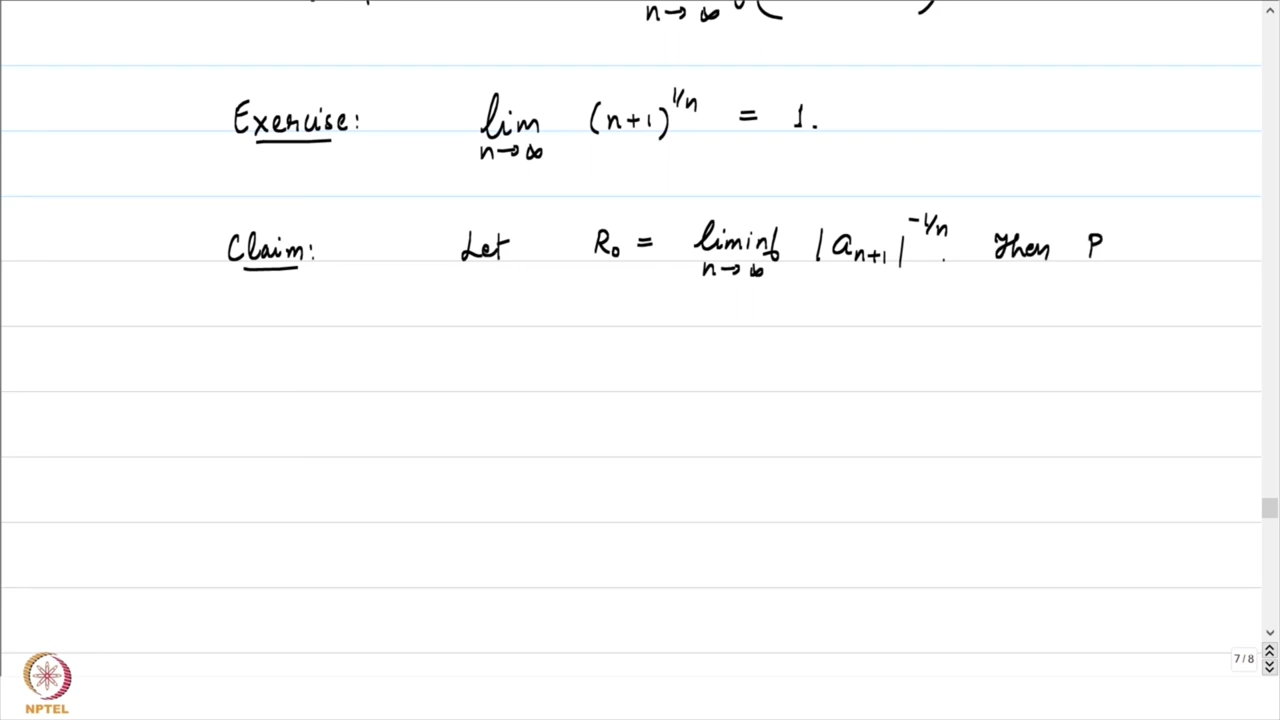 n→∞
Exercise: lim n→∞ (n+1)^{1/n} = 1.
Claim: Let R₀ = liminf n→∞ |a_{n+1}|^{-1/n}. Then P
7 / 8
NPTEL